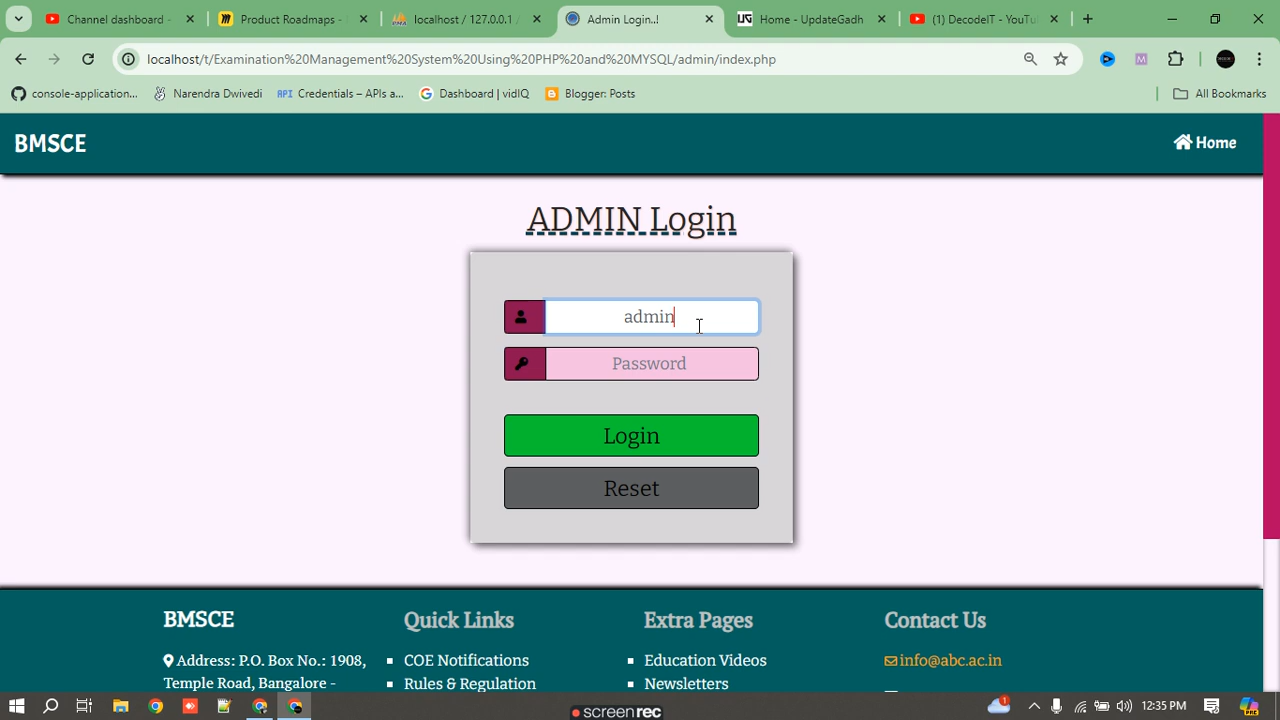 Channel dashboard -
Product Roadmaps -
localhost / 127.0.0.1 /
Admin Login..!
UG
Home - UpdateGadh
(1) DecodeIT - YouTu
localhost/t/Examination%20Management%20System%20Using%20PHP%20and%20MYSQL/admin/index.php
console-application...
Narendra Dwivedi
API Credentials – APIs a...
Dashboard | vidIQ
Blogger: Posts
All Bookmarks
BMSCE
Home
ADMIN Login
admin
Password
Login
Reset
BMSCE
Address: P.O. Box No.: 1908,
Temple Road, Bangalore -
Quick Links
COE Notifications
Rules & Regulation
Extra Pages
Education Videos
Newsletters
Contact Us
info@abc.ac.in
1
12:35 PM
screenrec